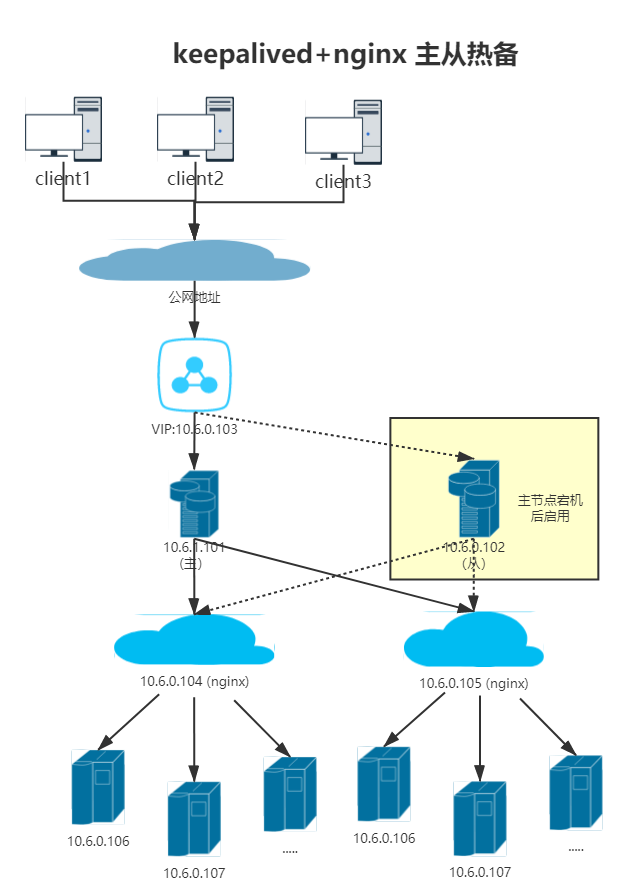 keepalived+nginx 主从热备
client1
client2
client3
公网地址
VIP:10.6.0.103
主节点宕机
后启用
10.6.1.101
（主）
10.6.0.102
（从）
10.6.0.104 (nginx)
10.6.0.105 (nginx)
10.6.0.106
10.6.0.107
.....
10.6.0.106
10.6.0.107
.....